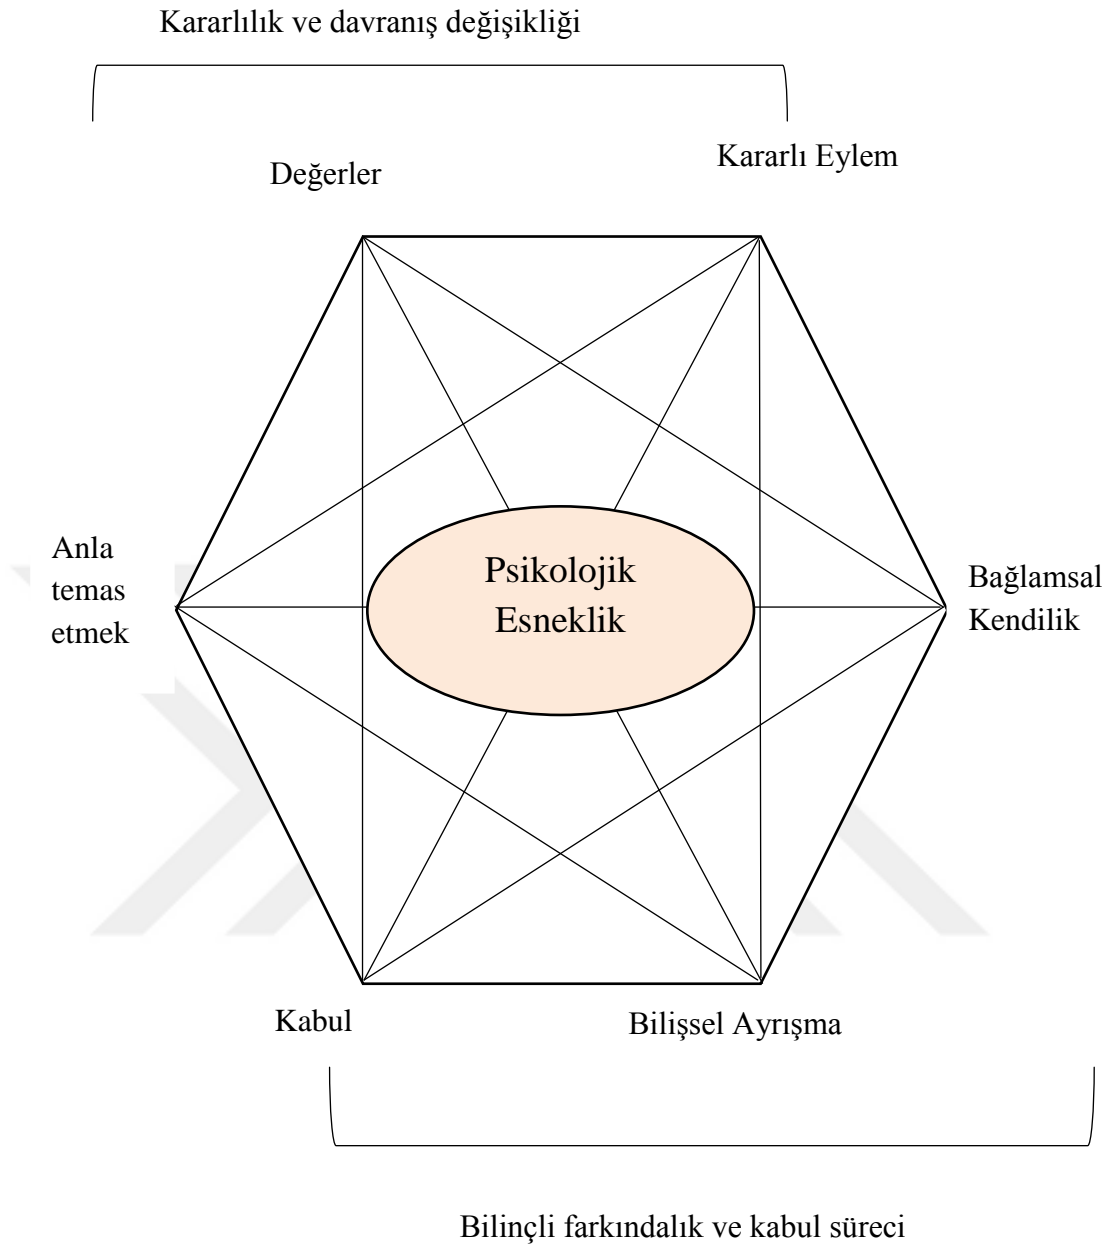 Kararlılık ve davranış değişikliği
Değerler
Kararlı Eylem
Anla
temas
etmek
Psikolojik
Esneklik
Bağlamsal
Kendilik
Kabul
Bilişsel Ayrışma
Bilinçli farkındalık ve kabul süreci